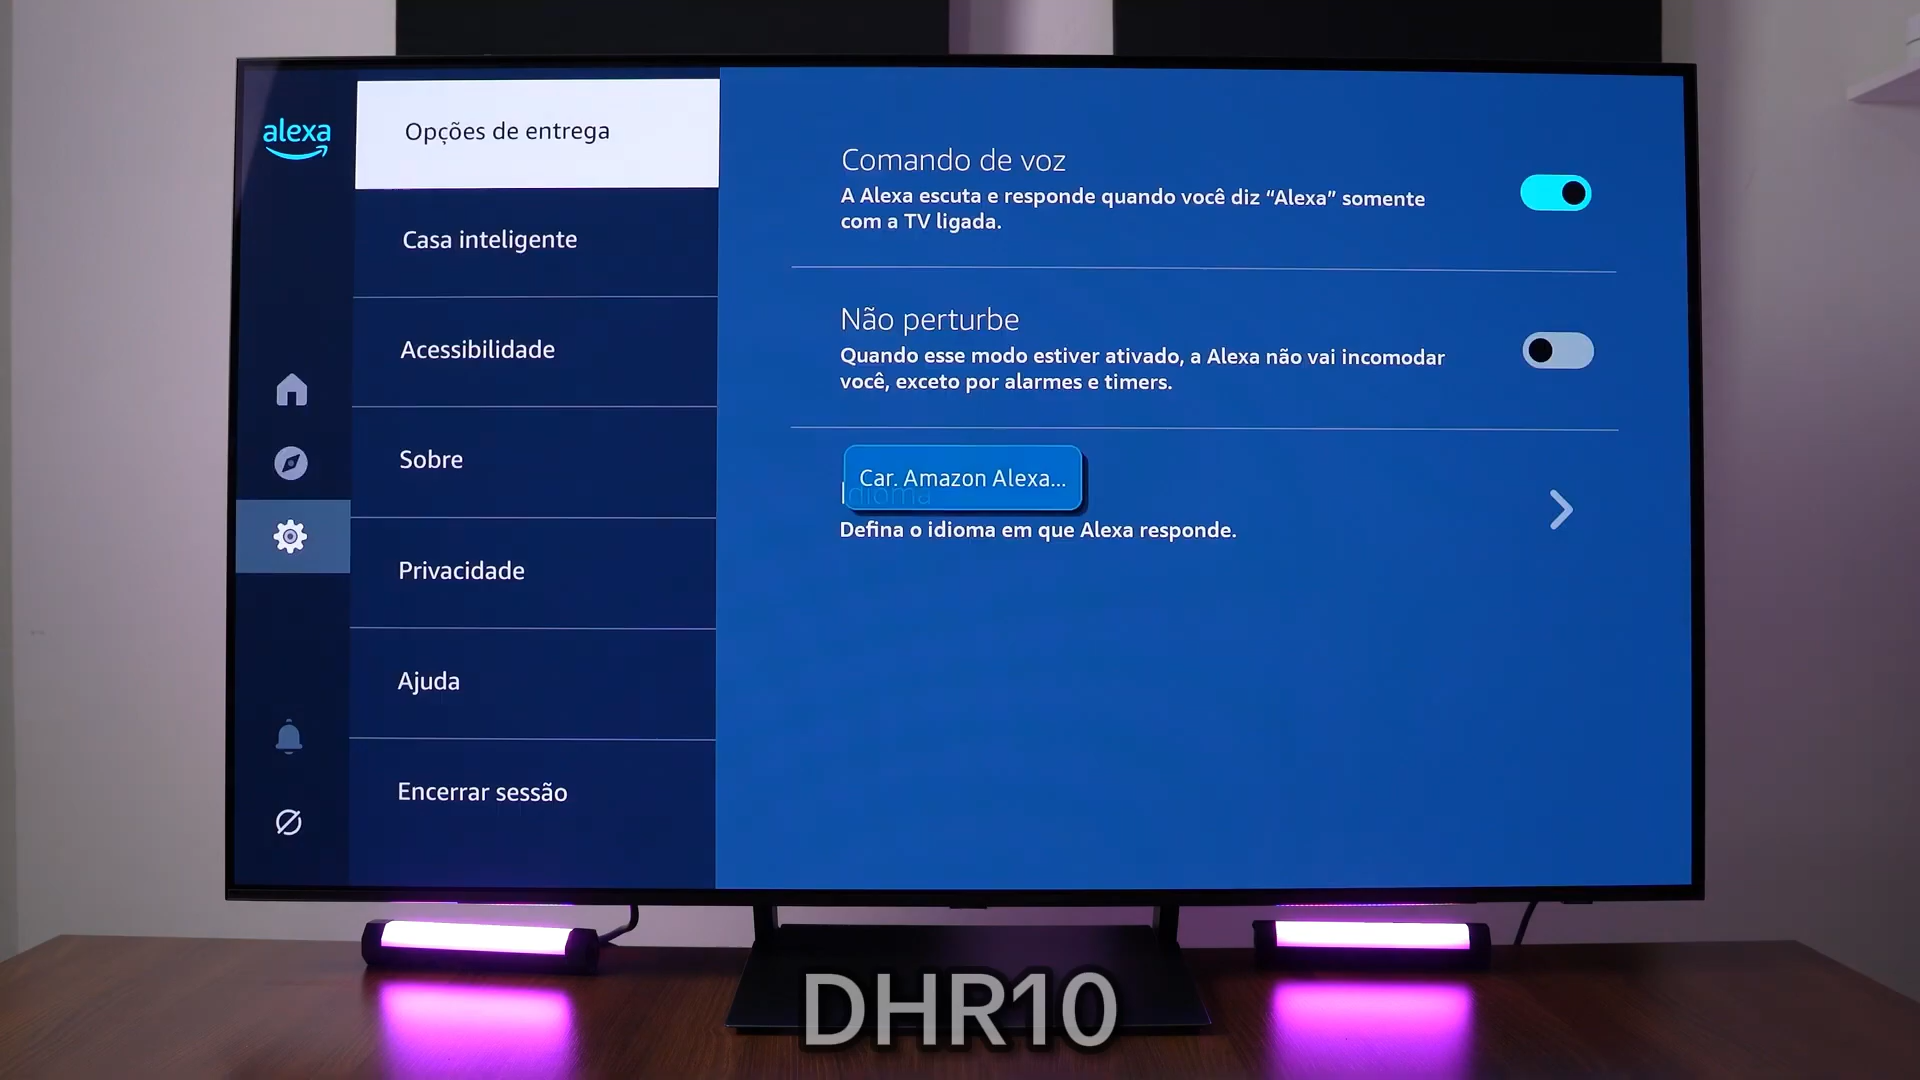 alexa
Opções de entrega
Casa inteligente
Acessibilidade
Sobre
Privacidade
Ajuda
Encerrar sessão
Comando de voz
A Alexa escuta e responde quando você diz “Alexa” somente
com a TV ligada.
Não perturbe
Quando esse modo estiver ativado, a Alexa não vai incomodar
você, exceto por alarmes e timers.
Car. Amazon Alexa...
Idioma
Defina o idioma em que Alexa responde.
DHR10